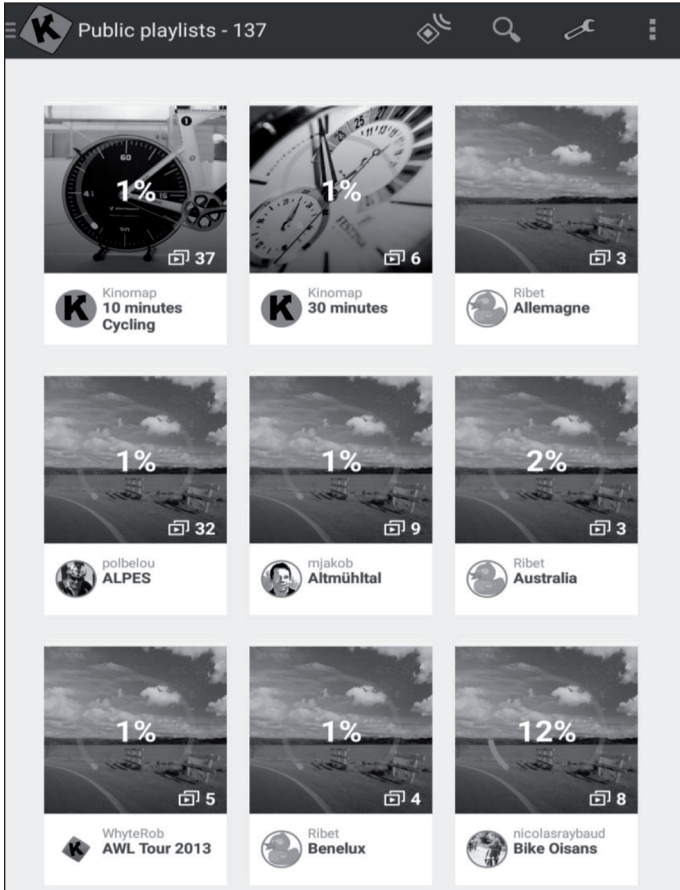 Public playlists - 137
1%
37
Kinomap
10 minutes
Cycling
1%
6
Kinomap
30 minutes
3
Ribet
Allemagne
1%
32
polbelou
ALPES
1%
9
mjakob
Altmühltal
2%
3
Ribet
Australia
1%
5
WhyteRob
AWL Tour 2013
1%
4
Ribet
Benelux
12%
8
nicolasraybaud
Bike Oisans